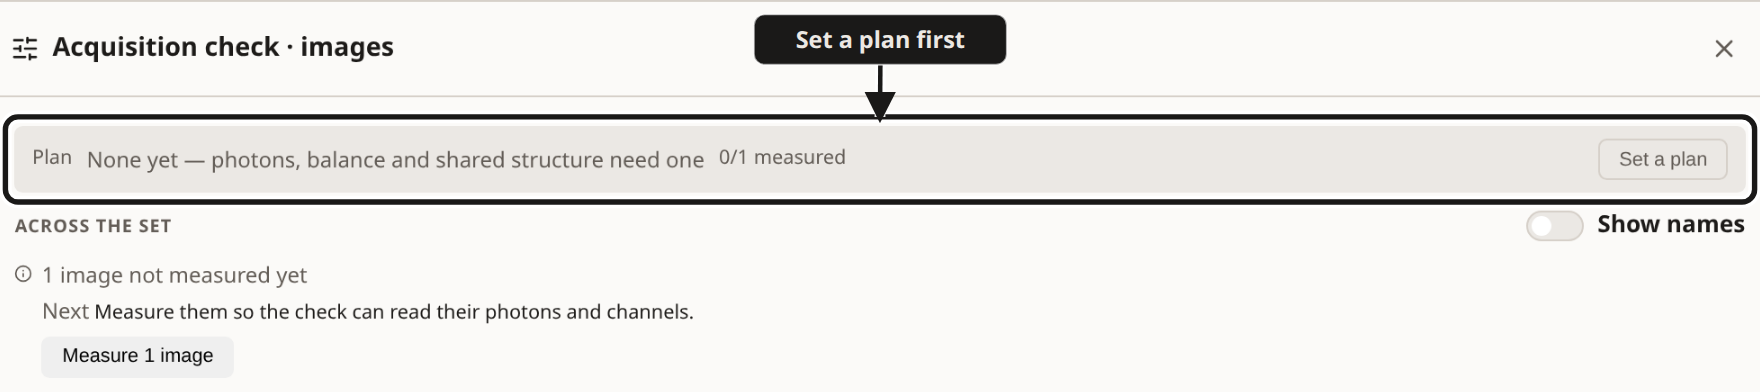 Acquisition check · images
Set a plan first
Plan None yet — photons, balance and shared structure need one 0/1 measured Set a plan
ACROSS THE SET Show names
1 image not measured yet
Next Measure them so the check can read their photons and channels.
Measure 1 image